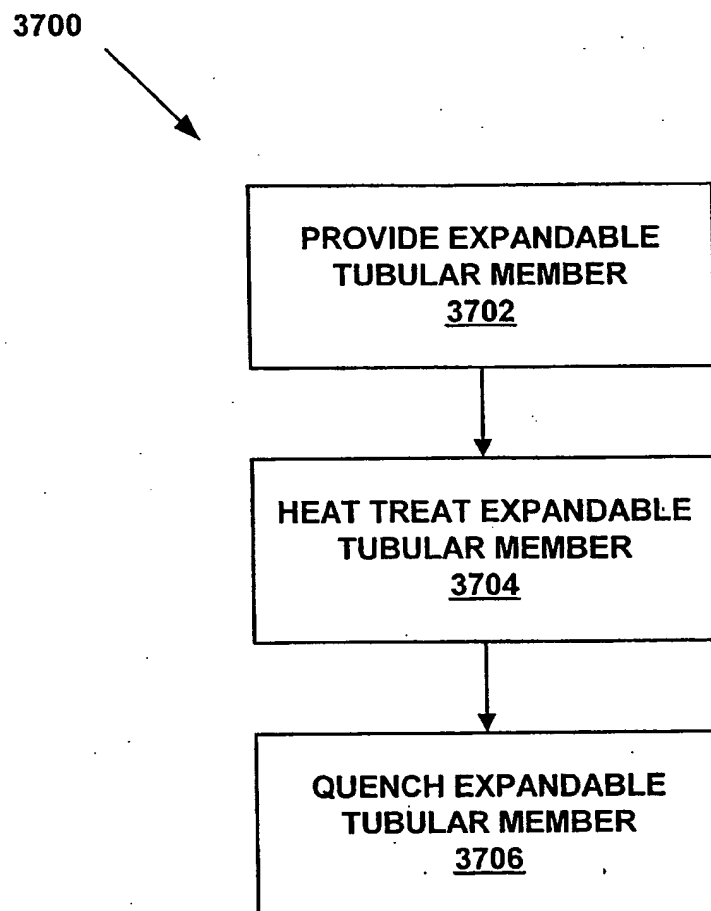 3700
PROVIDE EXPANDABLE
TUBULAR MEMBER
3702
HEAT TREAT EXPANDABLE
TUBULAR MEMBER
3704
QUENCH EXPANDABLE
TUBULAR MEMBER
3706